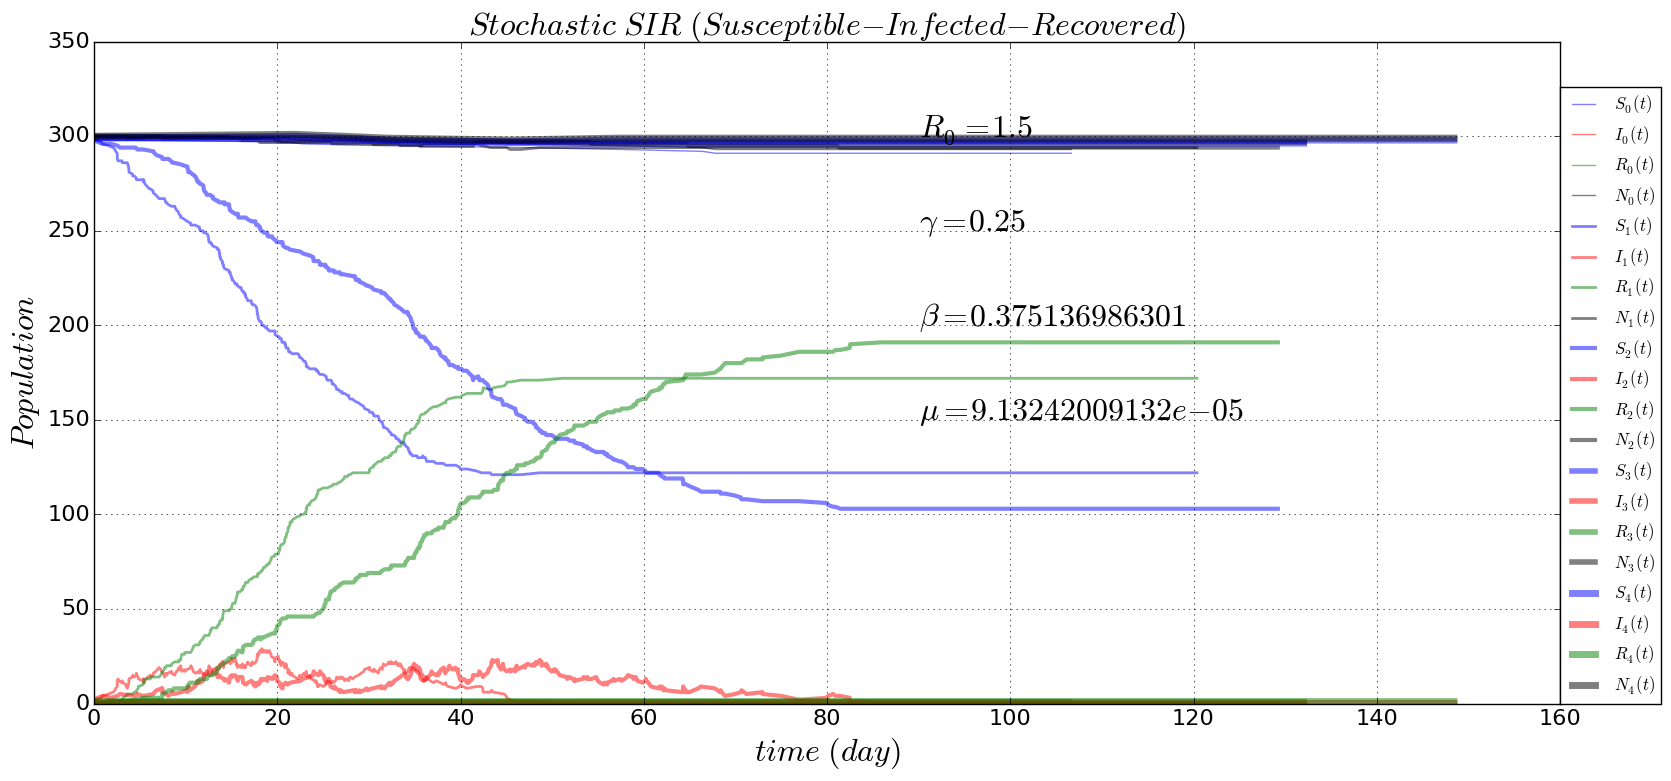 Stochastic SIR (Susceptible−Infected−Recovered)
350
300
250
200
150
100
50
0
Population
R_0 =1.5
γ=0.25
β=0.375136986301
μ=9.13242009132e−05
0 20 40 60 80 100 120 140 160
time (day)
S_0(t)
I_0(t)
R_0(t)
N_0(t)
S_1(t)
I_1(t)
R_1(t)
N_1(t)
S_2(t)
I_2(t)
R_2(t)
N_2(t)
S_3(t)
I_3(t)
R_3(t)
N_3(t)
S_4(t)
I_4(t)
R_4(t)
N_4(t)